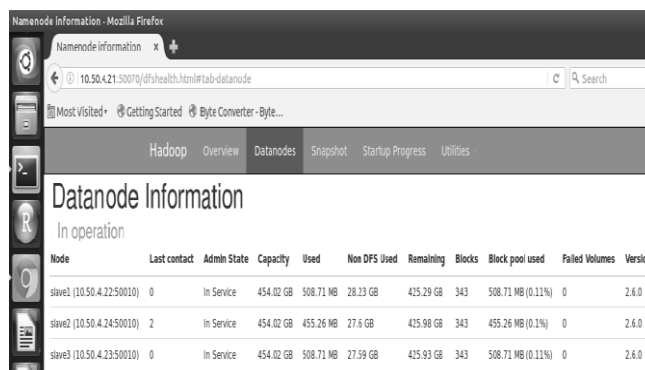 Namenode information - Mozilla Firefox
Namenode information x +
10.50.4.21:50070/dfshealth.html#tab-datanode Search
Most Visited Getting Started Byte Converter - Byte...
Hadoop Overview Datanodes Snapshot Startup Progress Utilities
Datanode Information
In operation
Node Last contact Admin State Capacity Used Non DFS Used Remaining Blocks Block pool used Failed Volumes Versio
slave1 (10.50.4.22:50010) 0 In Service 454.02 GB 508.71 MB 28.23 GB 425.29 GB 343 508.71 MB (0.11%) 0 2.6.0
slave2 (10.50.4.24:50010) 2 In Service 454.02 GB 455.26 MB 27.6 GB 425.98 GB 343 455.26 MB (0.1%) 0 2.6.0
slave3 (10.50.4.23:50010) 0 In Service 454.02 GB 508.71 MB 27.59 GB 425.93 GB 343 508.71 MB (0.11%) 0 2.6.0